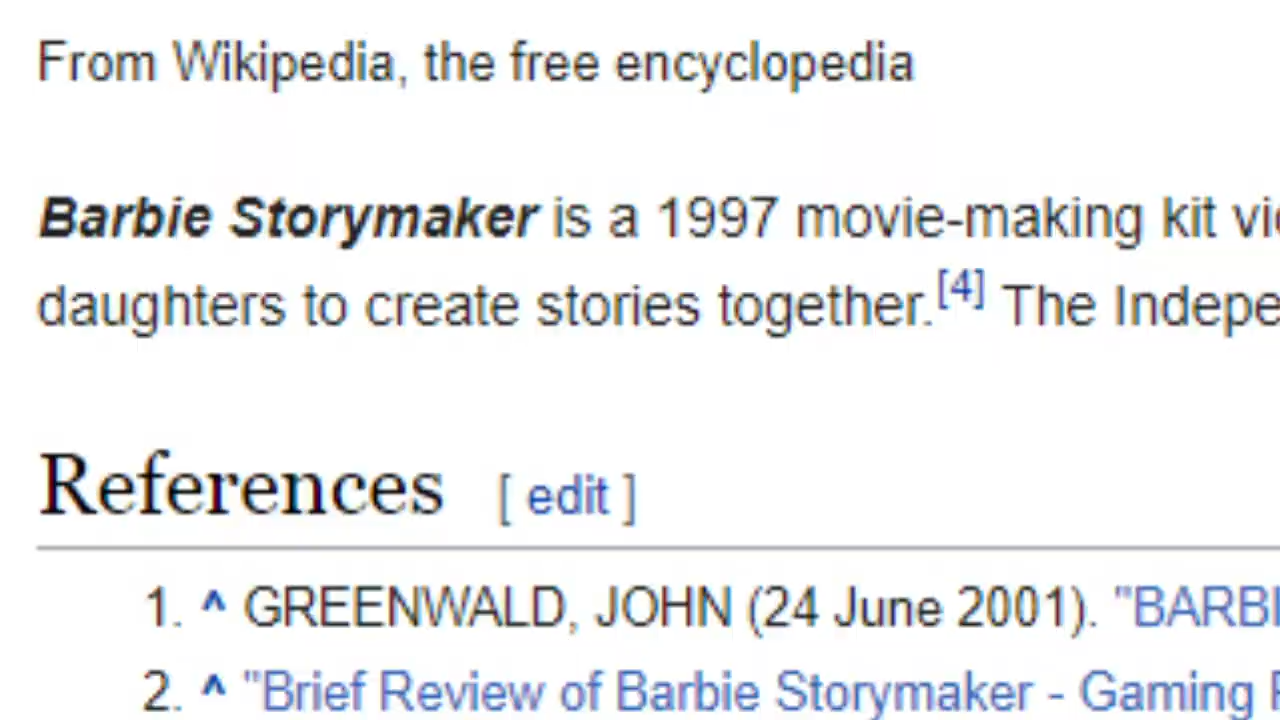 From Wikipedia, the free encyclopedia
Barbie Storymaker is a 1997 movie-making kit
daughters to create stories together.[4] The
References [ edit ]
1. ^ GREENWALD, JOHN (24 June 2001). "
2. ^ "Brief Review of Barbie Storymaker - Gaming